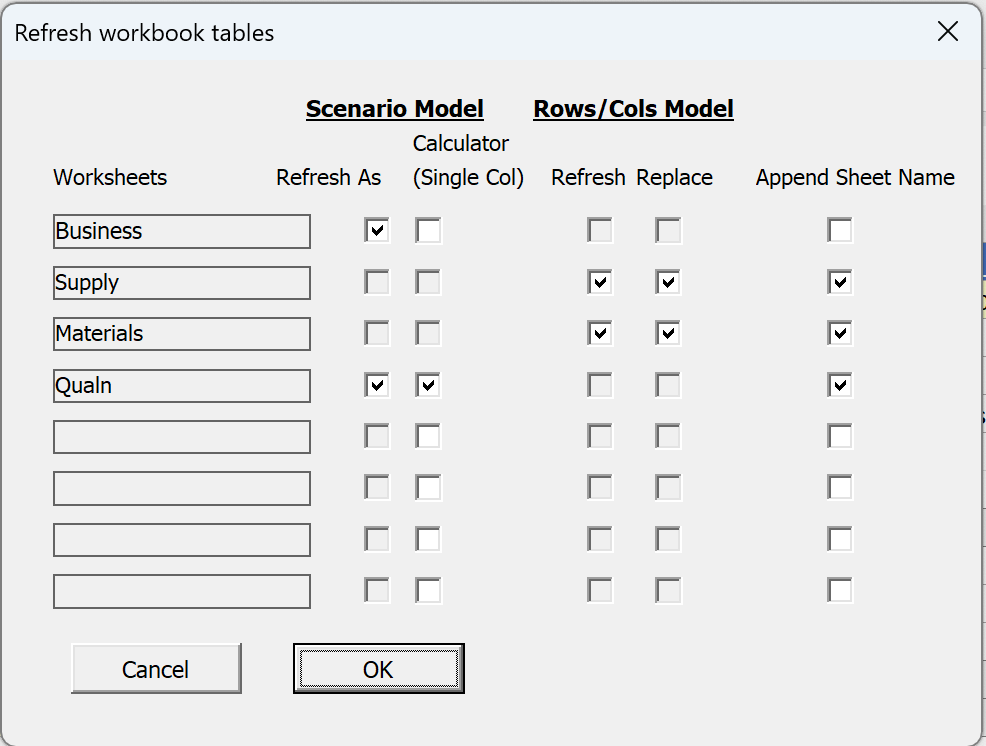 Refresh workbook tables
Scenario Model Rows/Cols Model
Calculator
Worksheets Refresh As (Single Col) Refresh Replace Append Sheet Name
Business
Supply
Materials
Qualn
Cancel OK